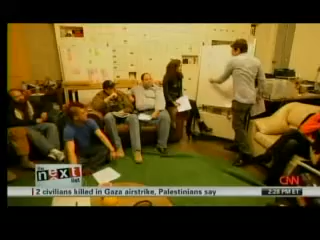 the
next
list
CNN
2 civilians killed in Gaza airstrike, Palestinians say
2:28 PM ET